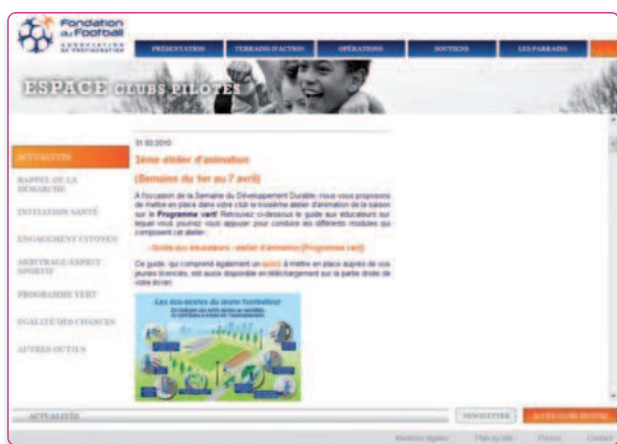 Fondation
du Football
ASSOCIATION
DE PRÉFIGURATION
PRÉSENTATION
TERRAINS D'ACTION
OPÉRATIONS
SOUTIENS
LES PARRAINS
ESPACE CLUBS PILOTES
ACTUALITÉS
RAPPEL DE LA
DÉMARCHE
INITIATION SANTÉ
ENGAGEMENT CITOYEN
ARBITRAGE-ESPRIT
SPORTIF
PROGRAMME VERT
ÉGALITÉ DES CHANCES
AUTRES OUTILS
31/03/2010
3ème atelier d'animation
(Semaine du 1er au 7 avril)
A l'occasion de la Semaine du Développement Durable, nous vous proposons
de mettre en place dans votre club le troisième atelier d'animation de la saison
sur le Programme vert! Retrouvez ci-dessous le guide aux éducateurs sur
lequel vous pourrez vous appuyer pour conduire les différents modules qui
composent cet atelier :
- Guide aux éducateurs : atelier d'animation (Programme vert)
Ce guide, qui comprend également un quizz à mettre en place auprès de vos
jeunes licenciés, est aussi disponible en téléchargement sur la partie droite de
votre écran.
Les éco-gestes du jeune footballeur
ACTUALITÉS
NEWSLETTER
ACCÈS CLUBS PILOTES
Mentions légales
Plan du site
Presse
Contact